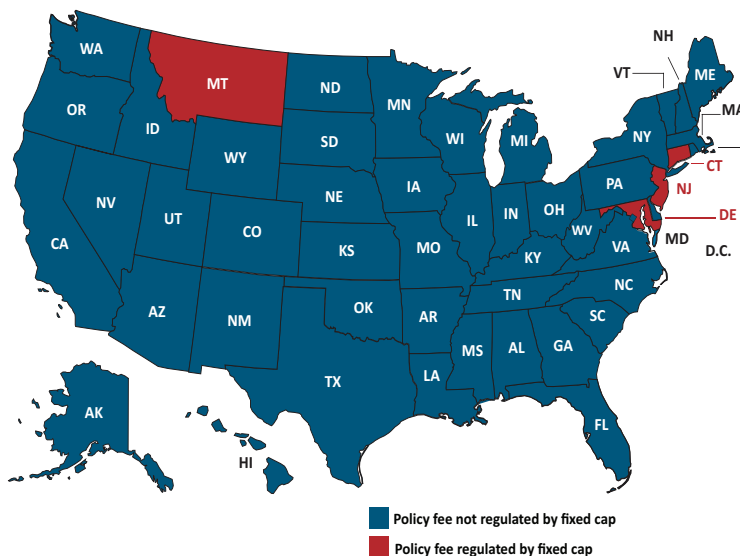 NH
WA
VT
ME
MT
ND
MN
OR
MA
ID
WI
NY
SD
MI
WY
CT
PA
IA
NE
NJ
NV
OH
IL
IN
UT
DE
CO
WV
CA
MD
VA
KS
MO
D.C.
KY
NC
TN
AZ
OK
NM
AR
SC
MS
AL
GA
LA
TX
AK
FL
HI
Policy fee not regulated by fixed cap
Policy fee regulated by fixed cap